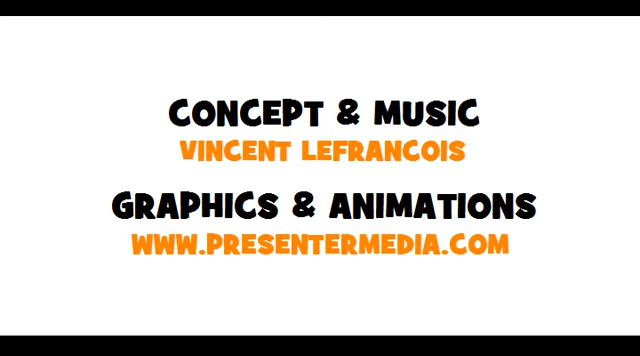 CONCEPT & MUSIC
VINCENT LEFRANCOIS
GRAPHICS & ANIMATIONS
WWW.PRESENTERMEDIA.COM